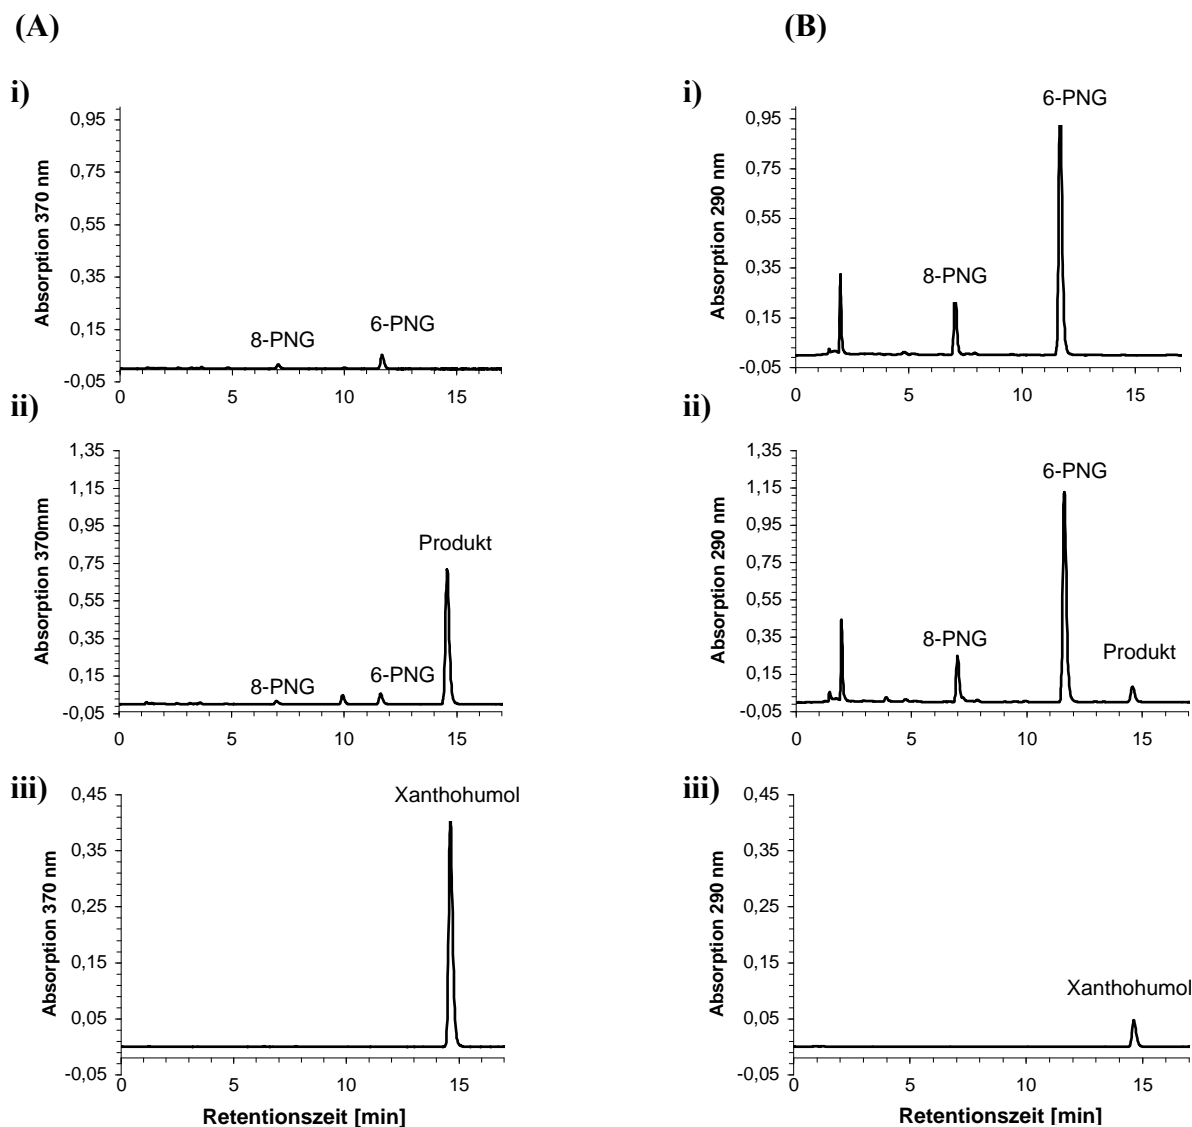 (A)
(B)
i)
Absorption 370 nm
0,95
0,75
0,55
0,35
0,15
-0,05
8-PNG
6-PNG
0 5 10 15
i)
Absorption 290 nm
0,95
0,75
0,55
0,35
0,15
-0,05
8-PNG
6-PNG
0 5 10 15
ii)
Absorption 370mm
1,35
1,15
0,95
0,75
0,55
0,35
0,15
-0,05
8-PNG
6-PNG
Produkt
0 5 10 15
ii)
Absorption 290 nm
1,35
1,15
0,95
0,75
0,55
0,35
0,15
-0,05
8-PNG
6-PNG
Produkt
0 5 10 15
iii)
Absorption 370 nm
0,45
0,35
0,25
0,15
0,05
-0,05
Xanthohumol
0 5 10 15
Retentionszeit [min]
iii)
Absorption 290 nm
0,45
0,35
0,25
0,15
0,05
-0,05
Xanthohumol
0 5 10 15
Retentionszeit [min]